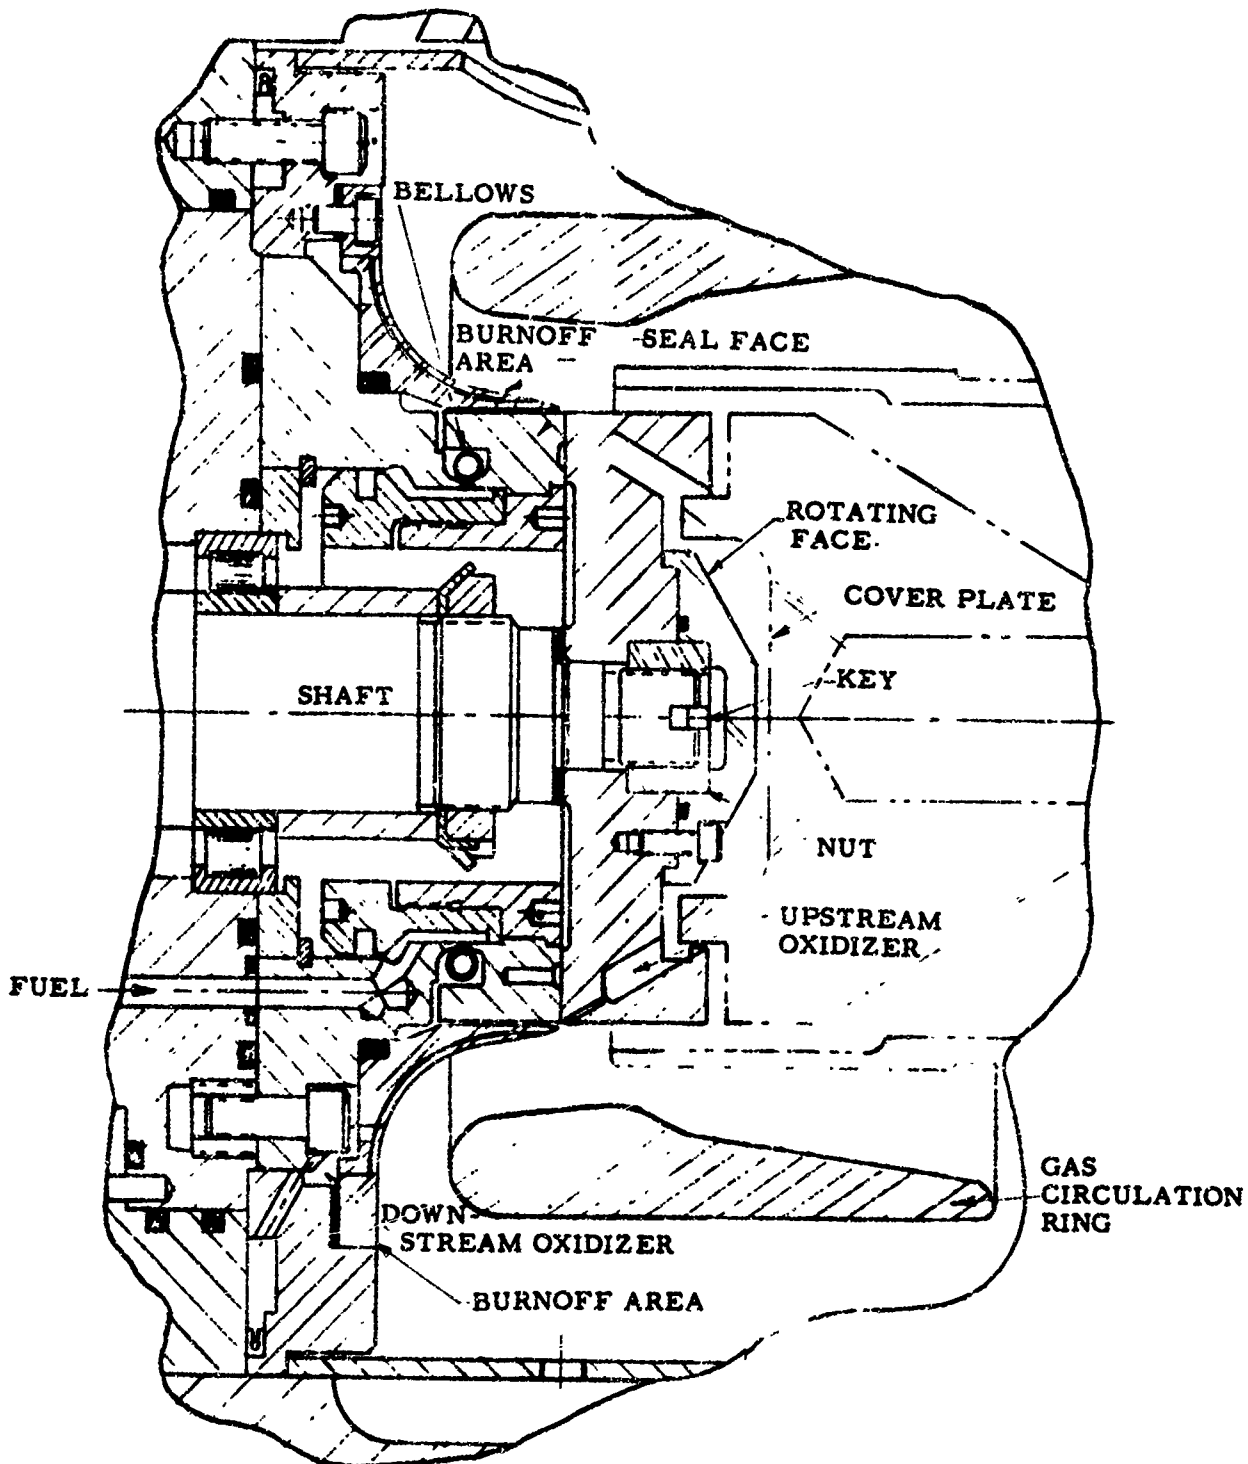 BELLOWS
BURNOFF
AREA
SEAL FACE
ROTATING
FACE
COVER PLATE
SHAFT
KEY
NUT
UPSTREAM
OXIDIZER
FUEL
GAS
CIRCULATION
RING
DOWN
STREAM OXIDIZER
BURNOFF AREA